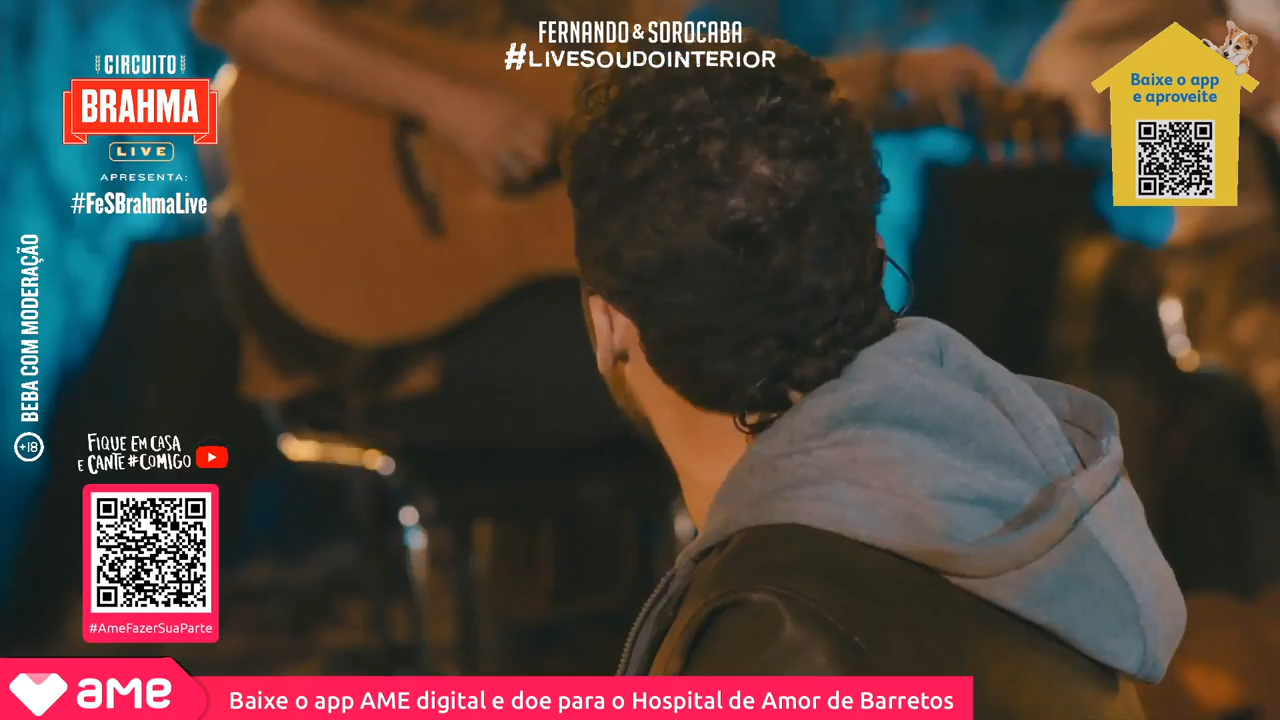 FERNANDO & SOROCABA
#LIVESOUDOINTERIOR
CIRCUITO
BRAHMA
LIVE
APRESENTA:
#FeSBrahmaLive
Baixe o app
e aproveite
BEBA COM MODERAÇÃO
+18
FIQUE EM CASA
E CANTE #COMIGO
#AmeFazerSuaParte
AME
Baixe o app AME digital e doe para o Hospital de Amor de Barretos